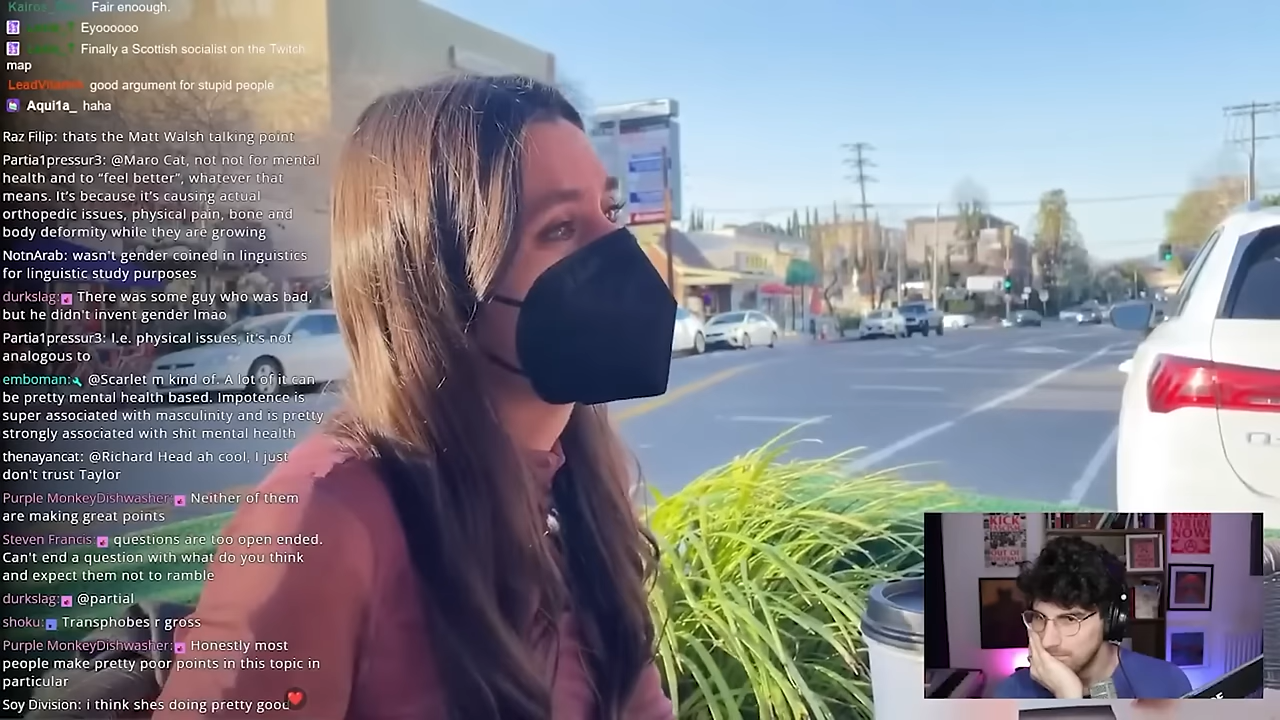 Fair enoough.
Eyoooooo
Finally a Scottish socialist on the Twitch
map
good argument for stupid people
Aqui1a_ haha
Raz Filip: thats the Matt Walsh talking point
Partia1pressur3: @Maro Cat, not not for mental
health and to “feel better”, whatever that
means. It’s because it’s causing actual
orthopedic issues, physical pain, bone and
body deformity while they are growing
NotnArab: wasn't gender coined in linguistics
for linguistic study purposes
durkslag: There was some guy who was bad,
but he didn't invent gender lmao
Partia1pressur3: I.e. physical issues, it’s not
analogous to
emboman: @Scarlet m kind of. A lot of it can
be pretty mental health based. Impotence is
super associated with masculinity and is pretty
strongly associated with shit mental health
thenayancat: @Richard Head ah cool, I just
don't trust Taylor
Purple MonkeyDishwasher: Neither of them
are making great points
Steven Francis: questions are too open ended.
Can't end a question with what do you think
and expect them not to ramble
durkslag: @partial
shoku: Transphobes r gross
Purple MonkeyDishwasher: Honestly most
people make pretty poor points in this topic in
particular
Soy Division: i think shes doing pretty good
KICK
OUT OF
FOOTBALL
STRIKE
NOW!